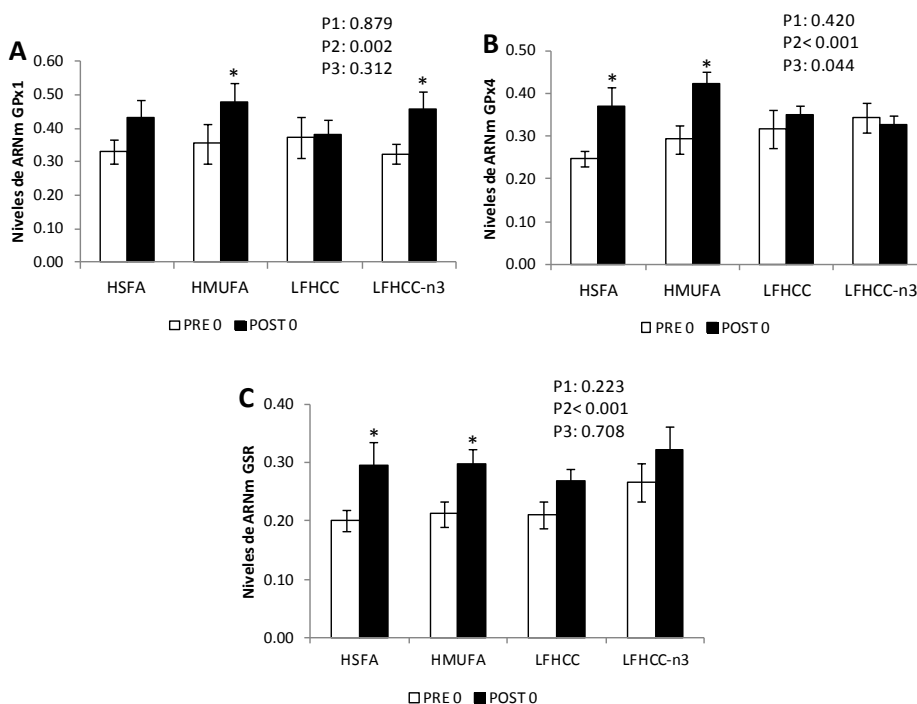 A
P1: 0.879
P2: 0.002
P3: 0.312
Niveles de ARNm GPx1
0.60
0.50
0.40
0.30
0.20
0.10
0.00
*
*
HSFA HMUFA LFHCC LFHCC-n3
PRE 0 POST 0
B
P1: 0.420
P2< 0.001
P3: 0.044
Niveles de ARNm GPx4
0.50
0.40
0.30
0.20
0.10
0.00
*
*
HSFA HMUFA LFHCC LFHCC-n3
PRE 0 POST 0
C
P1: 0.223
P2< 0.001
P3: 0.708
Niveles de ARNm GSR
0.40
0.30
0.20
0.10
0.00
*
*
HSFA HMUFA LFHCC LFHCC-n3
PRE 0 POST 0